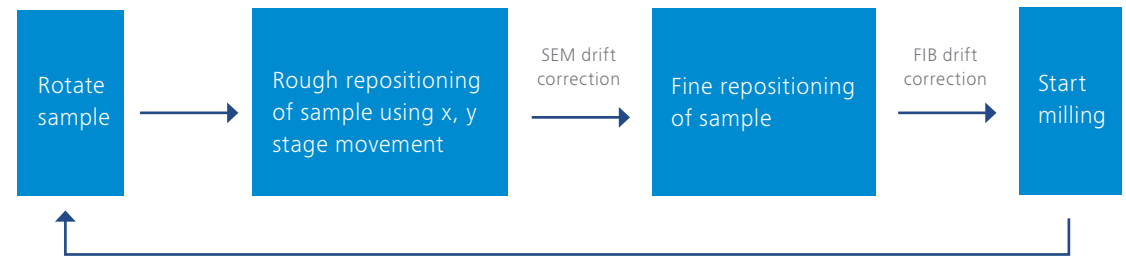 Rotate
sample
Rough repositioning
of sample using x, y
stage movement
SEM drift
correction
Fine repositioning
of sample
FIB drift
correction
Start
milling